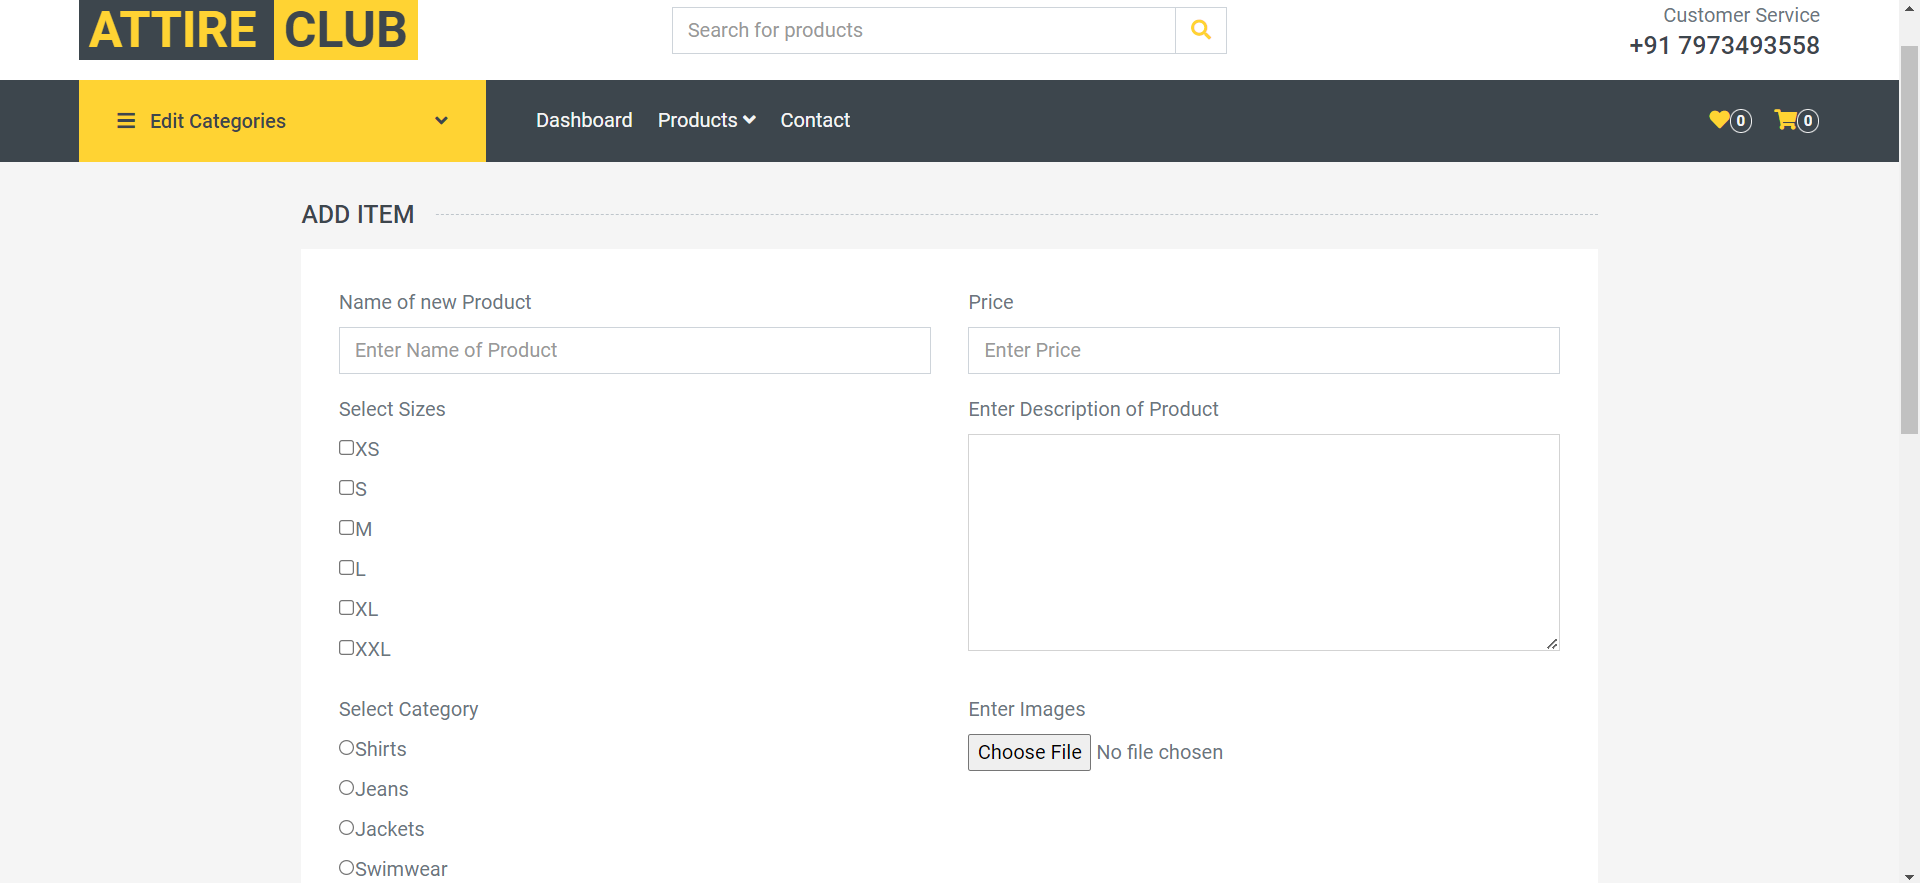 ATTIRE CLUB
Search for products
Customer Service
+91 7973493558
Edit Categories
Dashboard Products Contact
0 0
ADD ITEM
Name of new Product
Enter Name of Product
Price
Enter Price
Select Sizes
XS
S
M
L
XL
XXL
Enter Description of Product
Select Category
Shirts
Jeans
Jackets
Swimwear
Enter Images
Choose File No file chosen